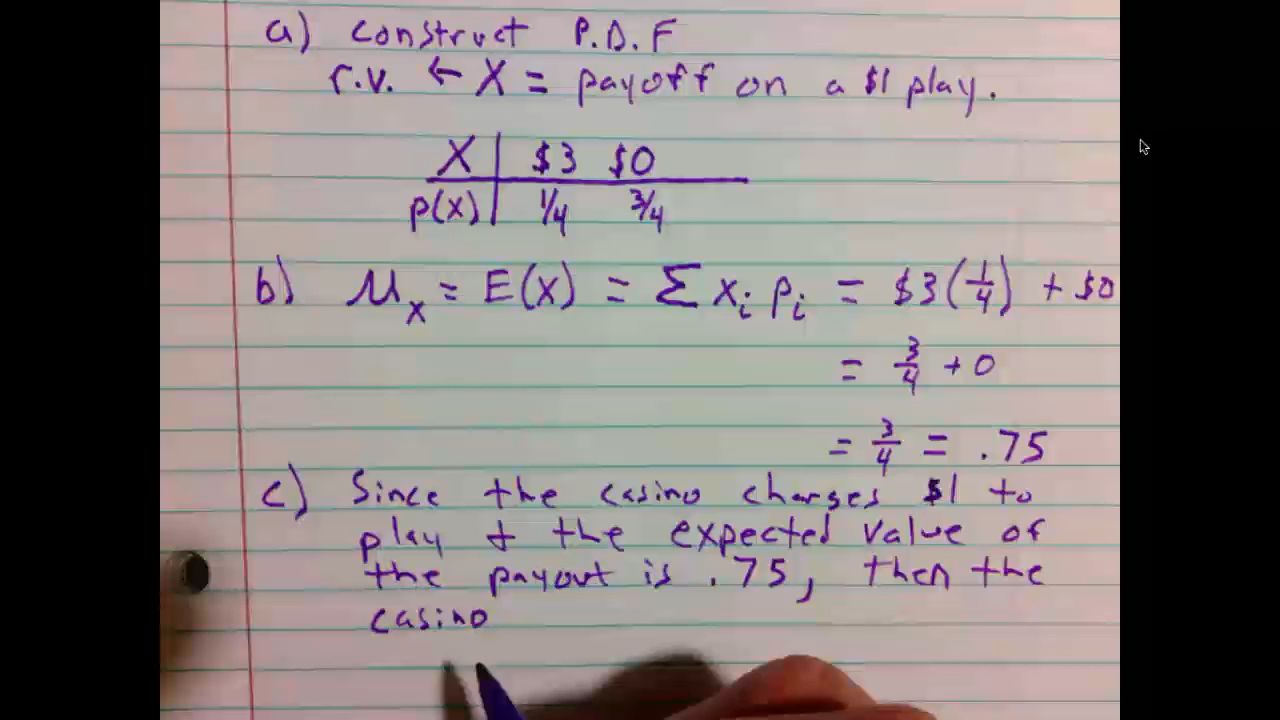 a) construct P.D.F
r.v. ← X = payoff on a $1 play.
X | $3 $0
p(x) | 1/4 3/4
b) μx = E(X) = Σ xi pi = $3(1/4) + $0
= 3/4 + 0
= 3/4 = .75
c) Since the casino charges $1 to
play + the expected value of
the payout is .75, then the
casino